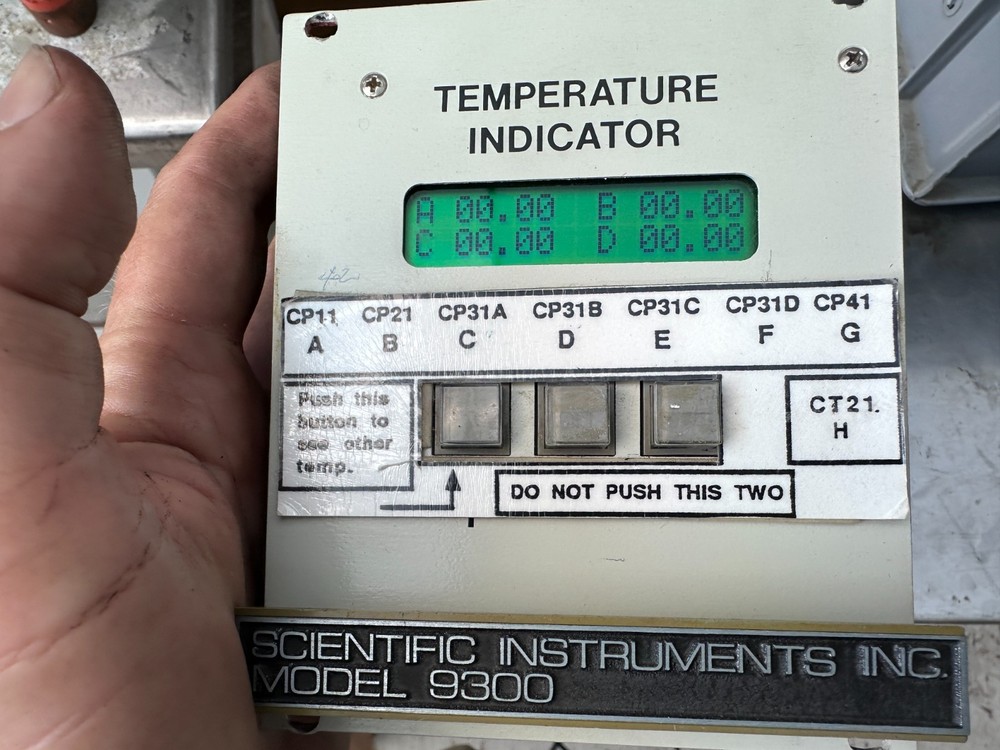 TEMPERATURE
INDICATOR
A 00.00 B 00.00
C 00.00 D 00.00
CP11 CP21 CP31A CP31B CP31C CP31D CP41
A B C D E F G
Push this
button to
see other
temp.
CT21.
H
DO NOT PUSH THIS TWO
SCIENTIFIC INSTRUMENTS INC.
MODEL 9300